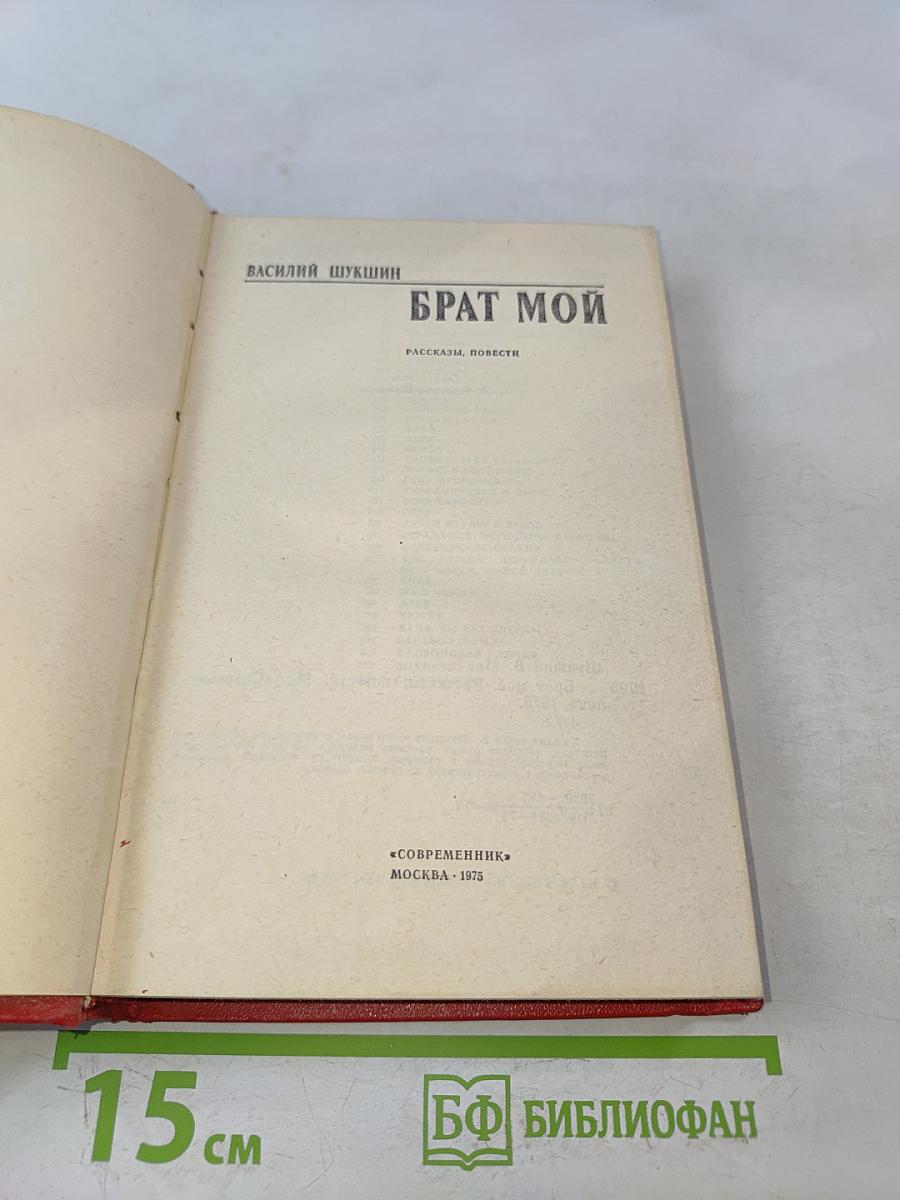 ВАСИЛИЙ ШУКШИН
БРАТ МОЙ
РАССКАЗЫ, ПОВЕСТИ
«СОВРЕМЕННИК»
МОСКВА · 1975
15 см
БФ БИБЛИОФАН